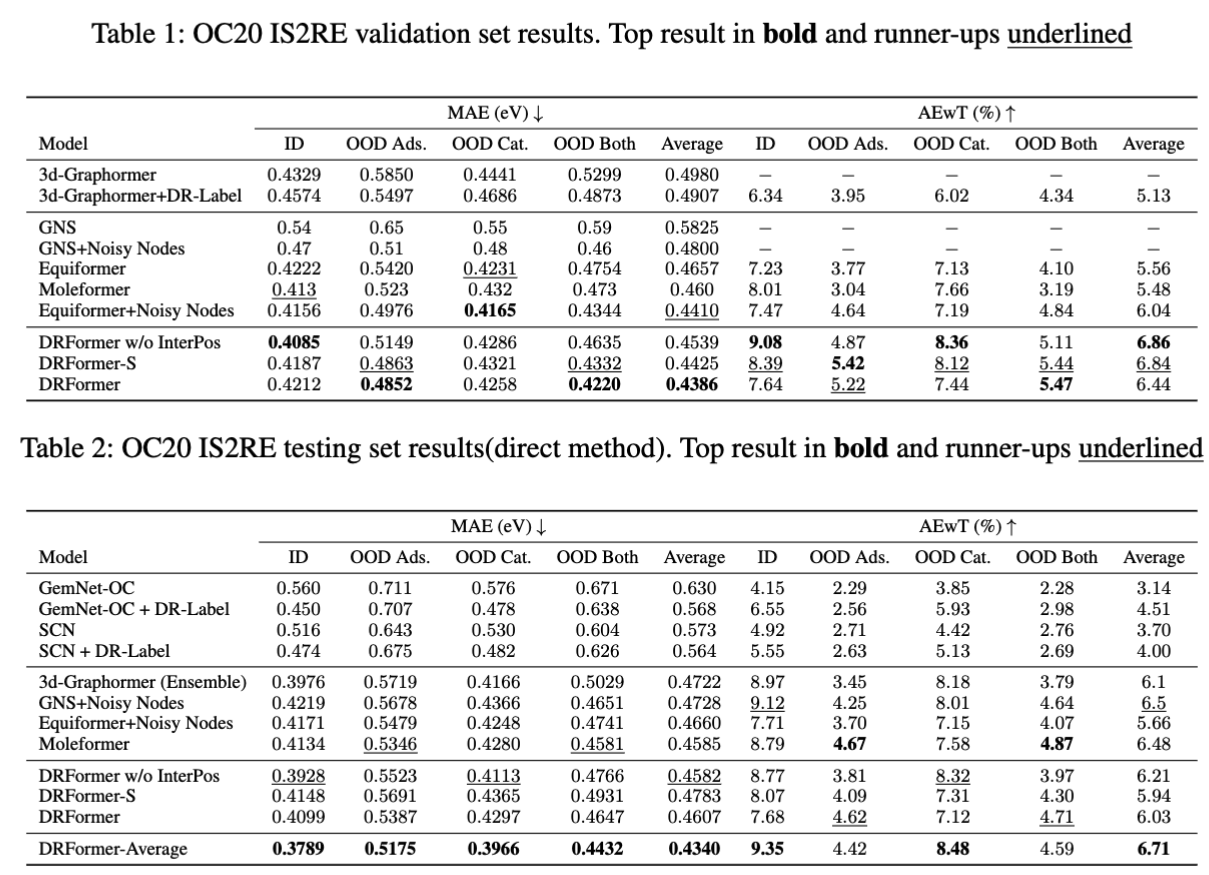 Table 1: OC20 IS2RE validation set results. Top result in bold and runner-ups underlined
MAE (eV) ↓ AEwT (%) ↑
Model ID OOD Ads. OOD Cat. OOD Both Average ID OOD Ads. OOD Cat. OOD Both Average
3d-Graphormer 0.4329 0.5850 0.4441 0.5299 0.4980 – – – – –
3d-Graphormer+DR-Label 0.4574 0.5497 0.4686 0.4873 0.4907 6.34 3.95 6.02 4.34 5.13
GNS 0.54 0.65 0.55 0.59 0.5825 – – – – –
GNS+Noisy Nodes 0.47 0.51 0.48 0.46 0.4800 – – – – –
Equiformer 0.4222 0.5420 0.4231 0.4754 0.4657 7.23 3.77 7.13 4.10 5.56
Moleformer 0.413 0.523 0.432 0.473 0.460 8.01 3.04 7.66 3.19 5.48
Equiformer+Noisy Nodes 0.4156 0.4976 0.4165 0.4344 0.4410 7.47 4.64 7.19 4.84 6.04
DRFormer w/o InterPos 0.4085 0.5149 0.4286 0.4635 0.4539 9.08 4.87 8.36 5.11 6.86
DRFormer-S 0.4187 0.4863 0.4321 0.4332 0.4425 8.39 5.42 8.12 5.44 6.84
DRFormer 0.4212 0.4852 0.4258 0.4220 0.4386 7.64 5.22 7.44 5.47 6.44
Table 2: OC20 IS2RE testing set results(direct method). Top result in bold and runner-ups underlined
MAE (eV) ↓ AEwT (%) ↑
Model ID OOD Ads. OOD Cat. OOD Both Average ID OOD Ads. OOD Cat. OOD Both Average
GemNet-OC 0.560 0.711 0.576 0.671 0.630 4.15 2.29 3.85 2.28 3.14
GemNet-OC + DR-Label 0.450 0.707 0.478 0.638 0.568 6.55 2.56 5.93 2.98 4.51
SCN 0.516 0.643 0.530 0.604 0.573 4.92 2.71 4.42 2.76 3.70
SCN + DR-Label 0.474 0.675 0.482 0.626 0.564 5.55 2.63 5.13 2.69 4.00
3d-Graphormer (Ensemble) 0.3976 0.5719 0.4166 0.5029 0.4722 8.97 3.45 8.18 3.79 6.1
GNS+Noisy Nodes 0.4219 0.5678 0.4366 0.4651 0.4728 9.12 4.25 8.01 4.64 6.5
Equiformer+Noisy Nodes 0.4171 0.5479 0.4248 0.4741 0.4660 7.71 3.70 7.15 4.07 5.66
Moleformer 0.4134 0.5346 0.4280 0.4581 0.4585 8.79 4.67 7.58 4.87 6.48
DRFormer w/o InterPos 0.3928 0.5523 0.4113 0.4766 0.4582 8.77 3.81 8.32 3.97 6.21
DRFormer-S 0.4148 0.5691 0.4365 0.4931 0.4783 8.07 4.09 7.31 4.30 5.94
DRFormer 0.4099 0.5387 0.4297 0.4647 0.4607 7.68 4.62 7.12 4.71 6.03
DRFormer-Average 0.3789 0.5175 0.3966 0.4432 0.4340 9.35 4.42 8.48 4.59 6.71